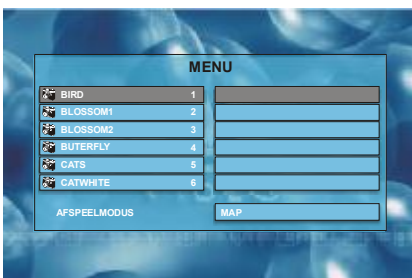 MENU
BIRD 1
BLOSSOM1 2
BLOSSOM2 3
BUTERFLY 4
CATS 5
CATWHITE 6
AFSPEELMODUS MAP